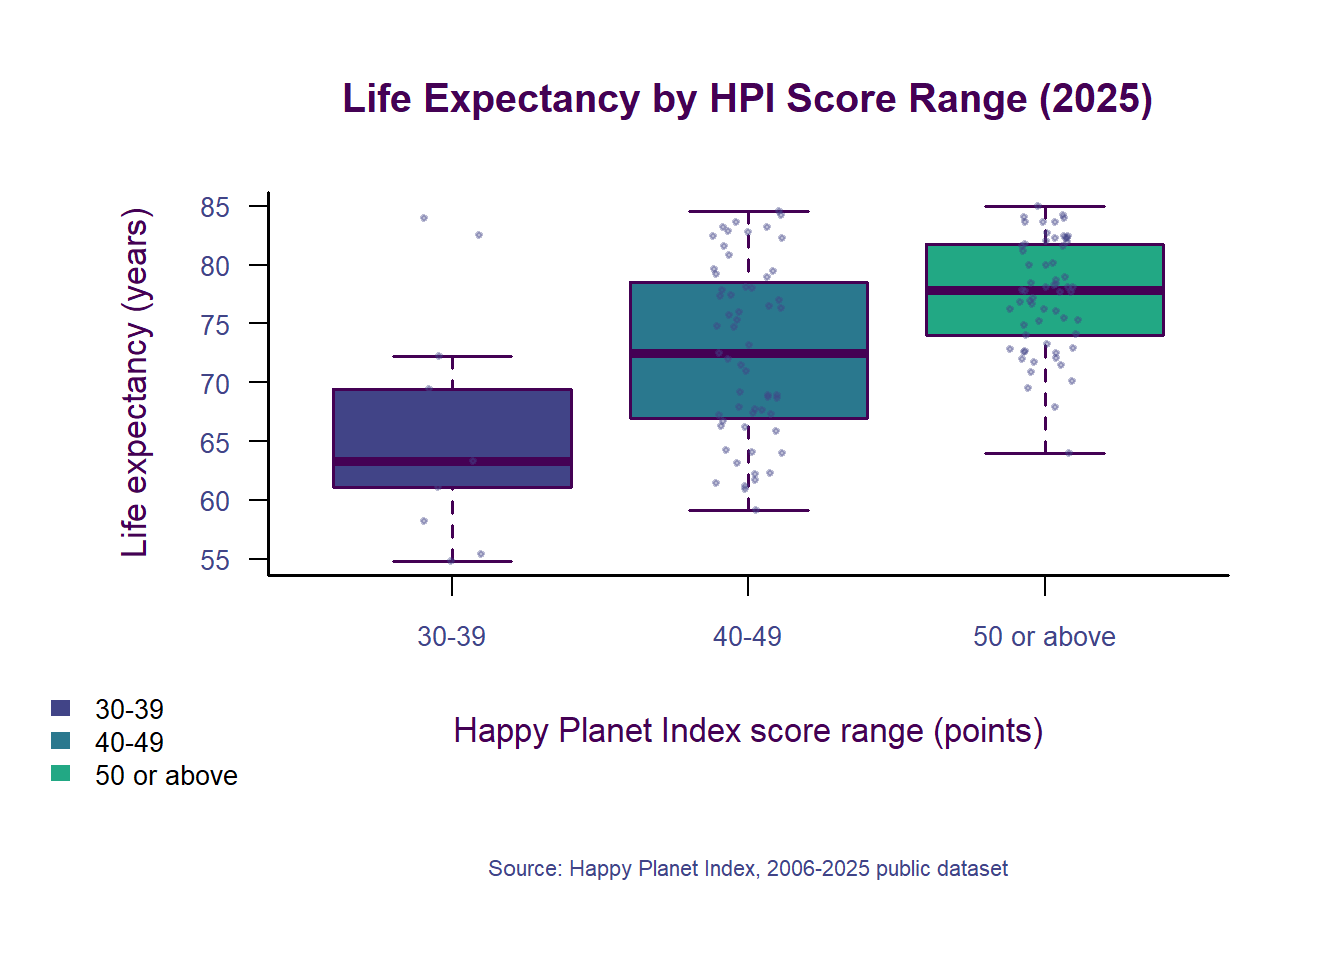 Life Expectancy by HPI Score Range (2025)
Life expectancy (years)
85
80
75
70
65
60
55
30-39
40-49
50 or above
Happy Planet Index score range (points)
30-39
40-49
50 or above
Source: Happy Planet Index, 2006-2025 public dataset